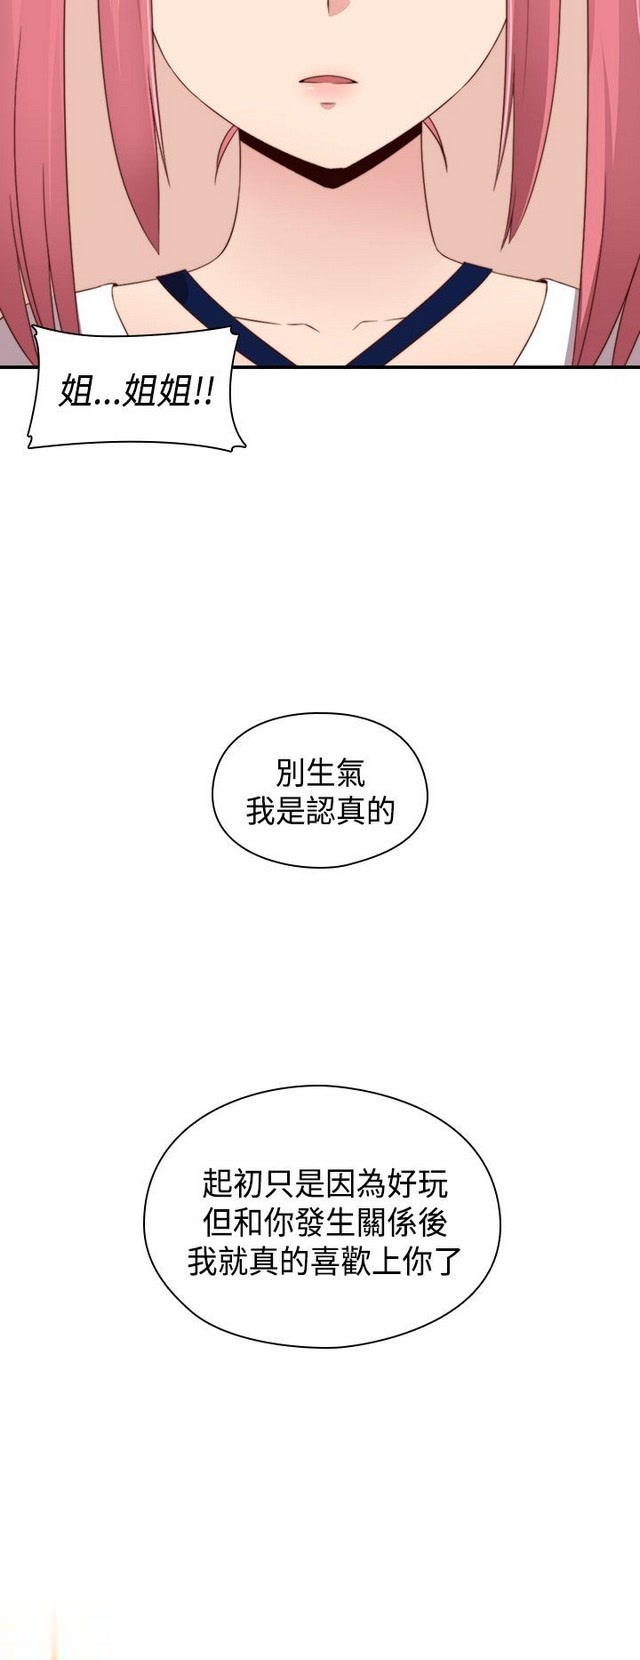 姐...姐姐!!
別生氣
我是認真的
起初只是因為好玩
但和你發生關係後
我就真的喜歡上你了